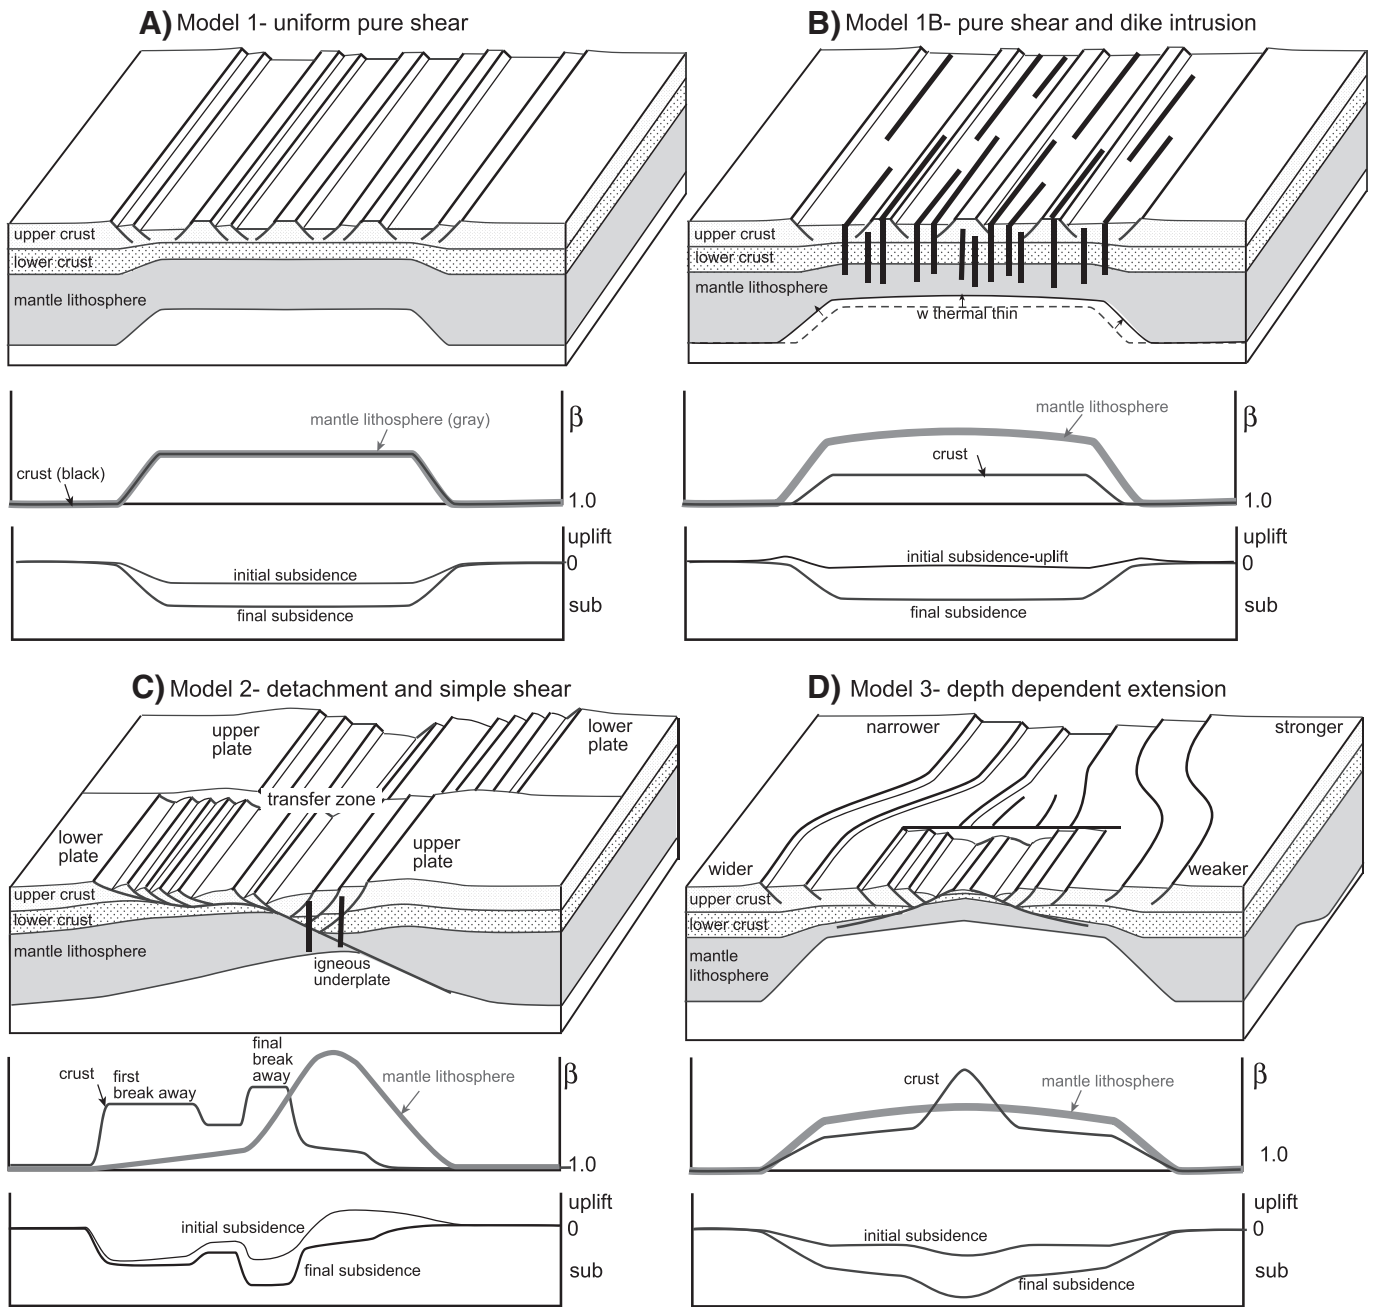 A) Model 1- uniform pure shear
upper crust
lower crust
mantle lithosphere
mantle lithosphere (gray)
β
crust (black)
1.0
uplift
0
initial subsidence
sub
final subsidence
B) Model 1B- pure shear and dike intrusion
upper crust
lower crust
mantle lithosphere
w thermal thin
mantle lithosphere
β
crust
1.0
uplift
initial subsidence-uplift
0
sub
final subsidence
C) Model 2- detachment and simple shear
upper
plate
lower
plate
transfer zone
lower
plate
upper
plate
upper crust
lower crust
mantle lithosphere
igneous
underplate
final
break
away
crust
first
break away
mantle lithosphere
β
1.0
uplift
initial subsidence
0
final subsidence
sub
D) Model 3- depth dependent extension
narrower
stronger
wider
weaker
upper crust
lower crust
mantle
lithosphere
crust
mantle lithosphere
β
1.0
uplift
0
initial subsidence
sub
final subsidence